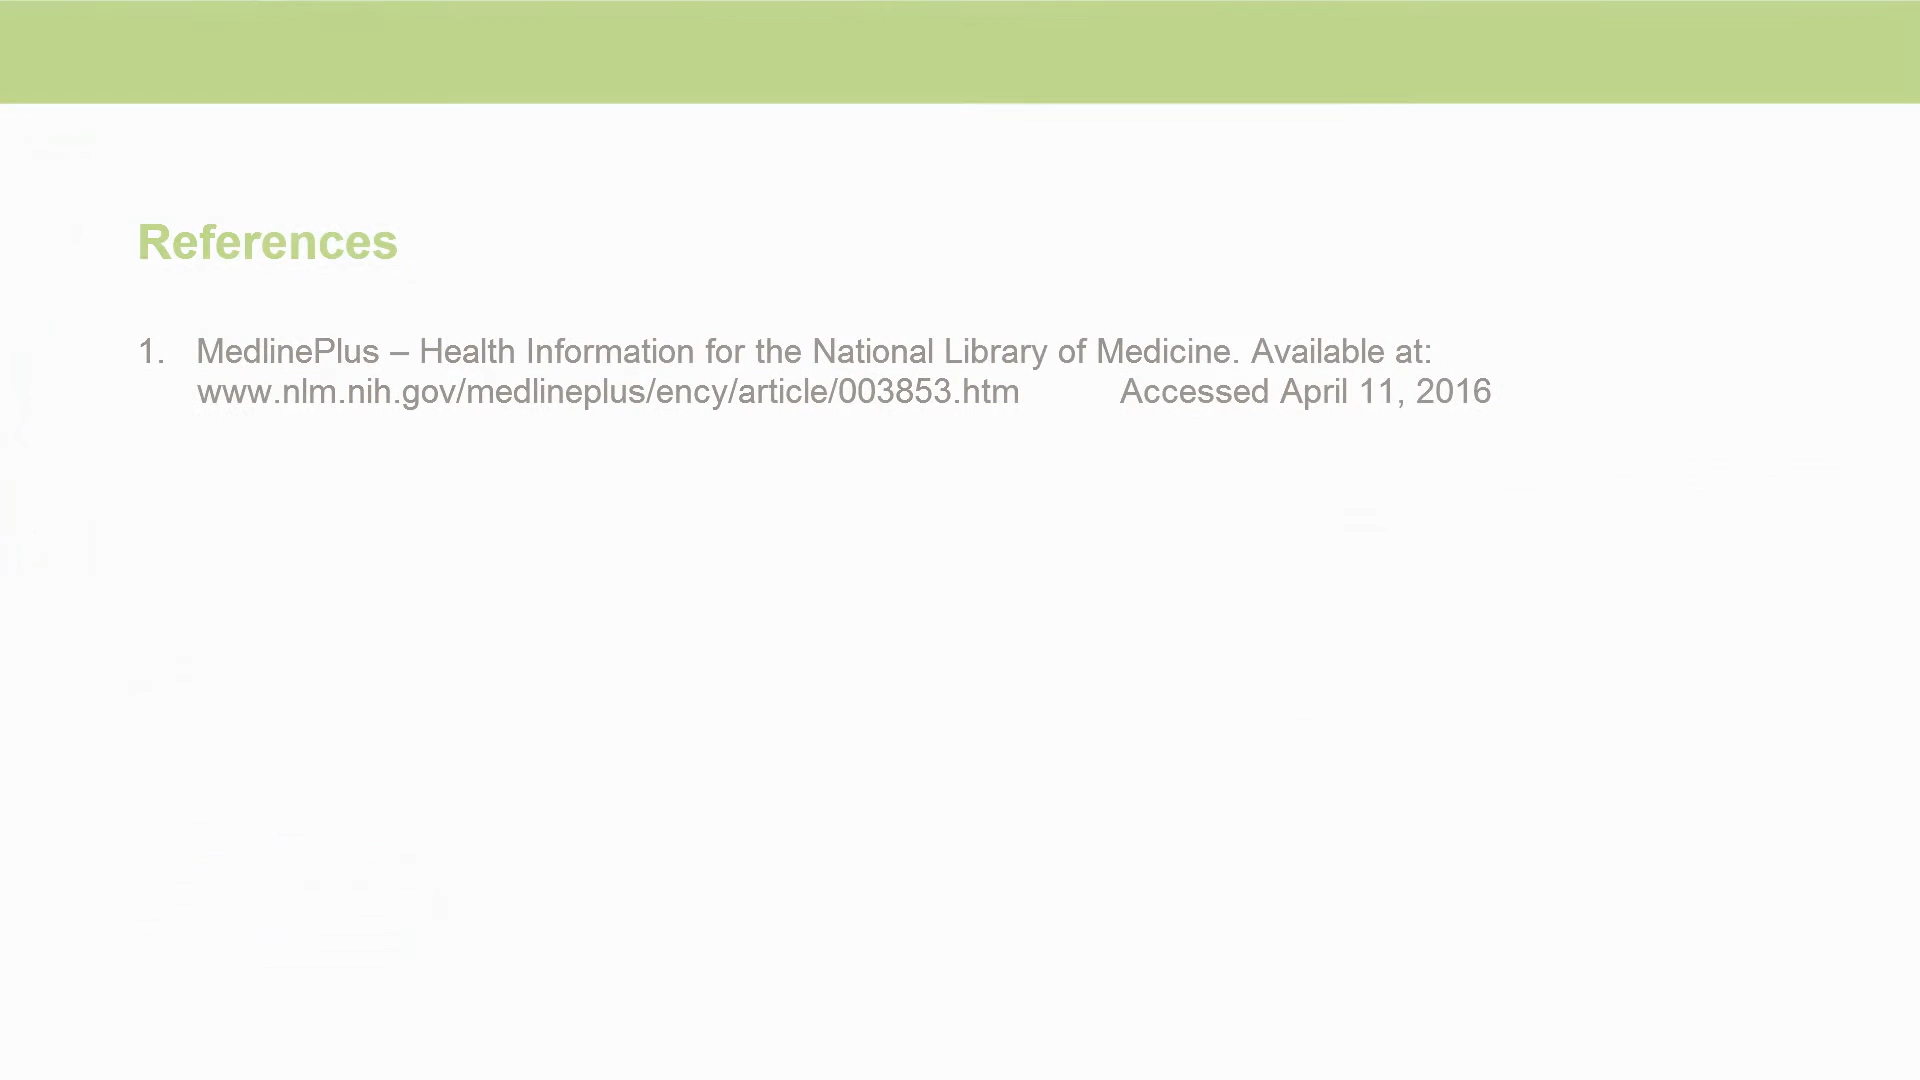 References
1. MedlinePlus – Health Information for the National Library of Medicine. Available at:
www.nlm.nih.gov/medlineplus/ency/article/003853.htm Accessed April 11, 2016